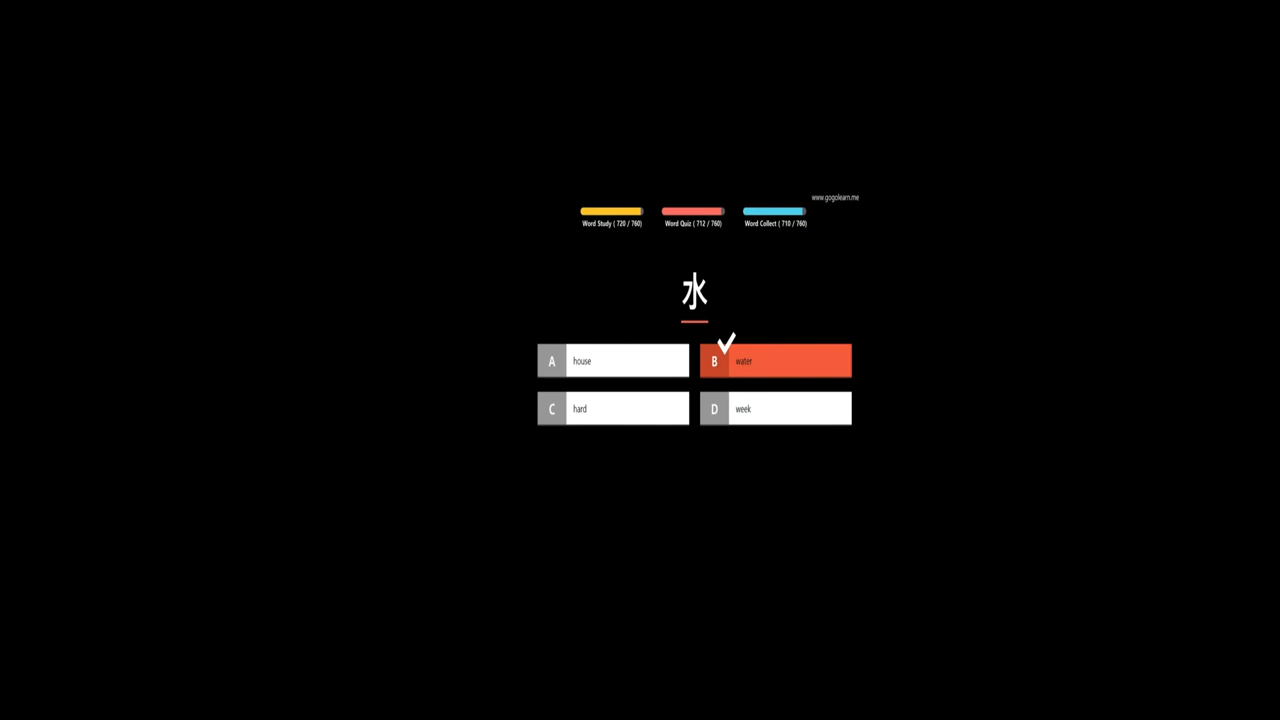 www.gogolearn.me
Word Study ( 720 / 760)
Word Quiz ( 712 / 760)
Word Collect ( 710 / 760)
水
A house
B water
C hard
D week